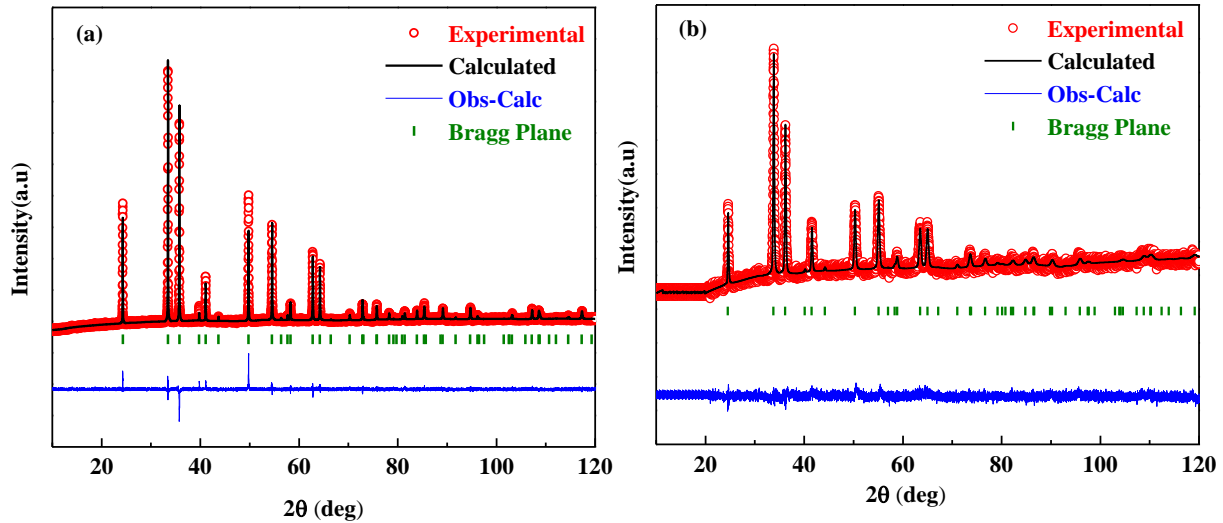 (a)
Experimental
Calculated
Obs-Calc
Bragg Plane
Intensity(a.u)
20 40 60 80 100 120
2θ (deg)
(b)
Experimental
Calculated
Obs-Calc
Bragg Plane
Intensity(a.u)
20 40 60 80 100 120
2θ (deg)